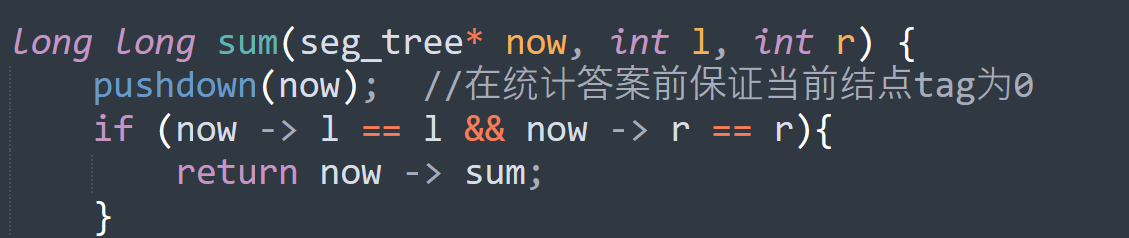 long long sum(seg_tree* now, int l, int r) {
pushdown(now);  //在统计答案前保证当前结点tag为0
if (now -> l == l && now -> r == r){
return now -> sum;
}